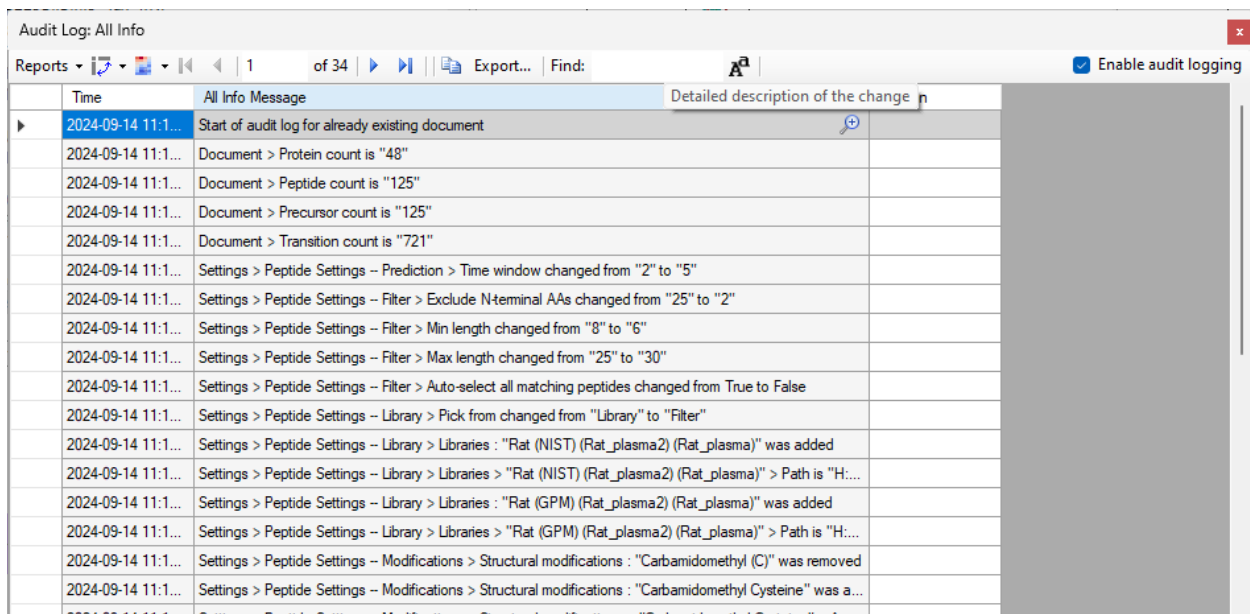 Audit Log: All Info
x
Reports 1 of 34 Export... Find: Aa Enable audit logging
Time All Info Message Detailed description of the change n
2024-09-14 11:1... Start of audit log for already existing document
2024-09-14 11:1... Document > Protein count is "48"
2024-09-14 11:1... Document > Peptide count is "125"
2024-09-14 11:1... Document > Precursor count is "125"
2024-09-14 11:1... Document > Transition count is "721"
2024-09-14 11:1... Settings > Peptide Settings -- Prediction > Time window changed from "2" to "5"
2024-09-14 11:1... Settings > Peptide Settings -- Filter > Exclude N-terminal AAs changed from "25" to "2"
2024-09-14 11:1... Settings > Peptide Settings -- Filter > Min length changed from "8" to "6"
2024-09-14 11:1... Settings > Peptide Settings -- Filter > Max length changed from "25" to "30"
2024-09-14 11:1... Settings > Peptide Settings -- Filter > Auto-select all matching peptides changed from True to False
2024-09-14 11:1... Settings > Peptide Settings -- Library > Pick from changed from "Library" to "Filter"
2024-09-14 11:1... Settings > Peptide Settings -- Library > Libraries : "Rat (NIST) (Rat_plasma2) (Rat_plasma)" was added
2024-09-14 11:1... Settings > Peptide Settings -- Library > Libraries > "Rat (NIST) (Rat_plasma2) (Rat_plasma)" > Path is "H:...
2024-09-14 11:1... Settings > Peptide Settings -- Library > Libraries : "Rat (GPM) (Rat_plasma2) (Rat_plasma)" was added
2024-09-14 11:1... Settings > Peptide Settings -- Library > Libraries > "Rat (GPM) (Rat_plasma2) (Rat_plasma)" > Path is "H:...
2024-09-14 11:1... Settings > Peptide Settings -- Modifications > Structural modifications : "Carbamidomethyl (C)" was removed
2024-09-14 11:1... Settings > Peptide Settings -- Modifications > Structural modifications : "Carbamidomethyl Cysteine" was a...